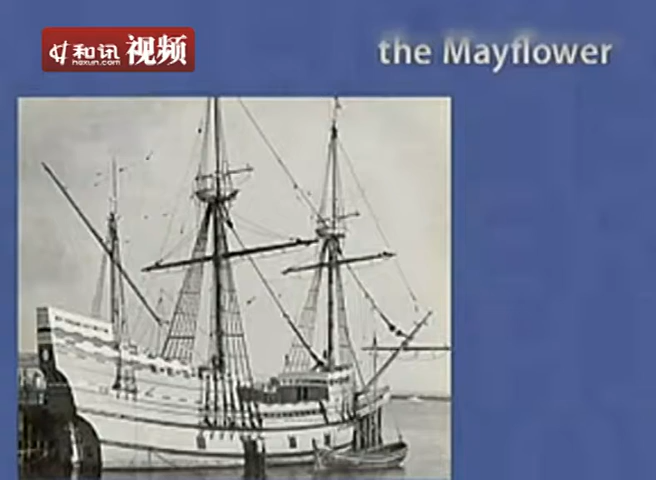 和讯 视频
hexun.com
the Mayflower